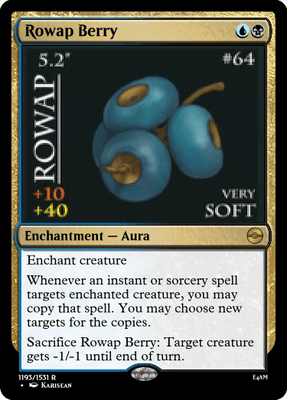 Rowap Berry
5.2"
#64
ROWAP
+10
+40
VERY
SOFT
Enchantment — Aura
Enchant creature
Whenever an instant or sorcery spell
targets enchanted creature, you may
copy that spell. You may choose new
targets for the copies.
Sacrifice Rowap Berry: Target creature
gets -1/-1 until end of turn.
1193/1531 R
E4AM
• Karisean